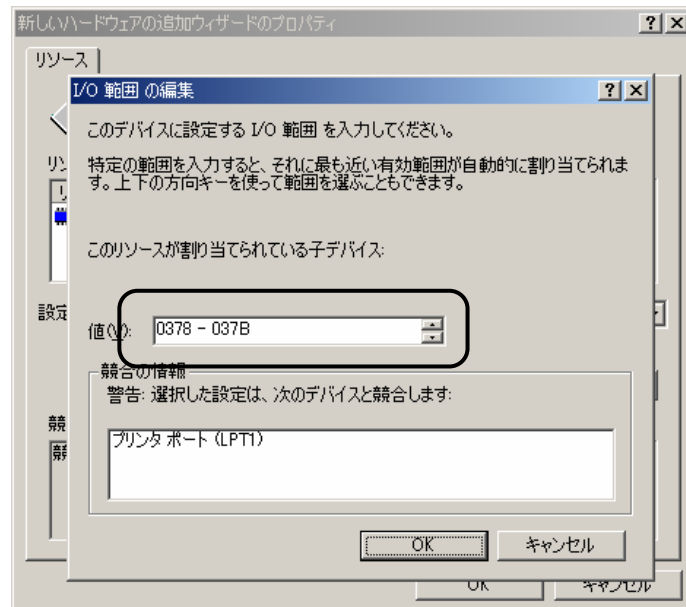 新しいハードウェアの追加ウィザードのプロパティ
リソース
I/O 範囲 の編集
このデバイスに設定する I/O 範囲 を入力してください。
特定の範囲を入力すると、それに最も近い有効範囲が自動的に割り当てられま
す。上下の方向キーを使って範囲を選ぶこともできます。
このリソースが割り当てられている子デバイス:
設定
値(V): 0378 - 037B
競合の情報
警告: 選択した設定は、次のデバイスと競合します:
プリンタ ポート (LPT1)
OK キャンセル
OK キャンセル